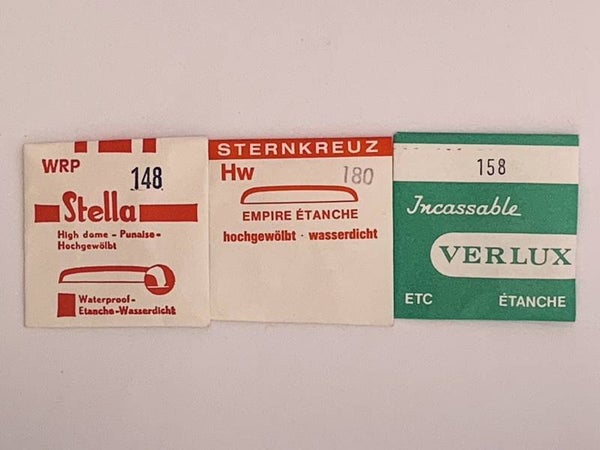 WRP
148
Stella
High dome - Punaise-
Hochgewölbt
Waterproof-
Etanche-Wasserdicht
STERNKREUZ
Hw
180
EMPIRE ÉTANCHE
hochgewölbt · wasserdicht
158
Incassable
VERLUX
ETC ÉTANCHE